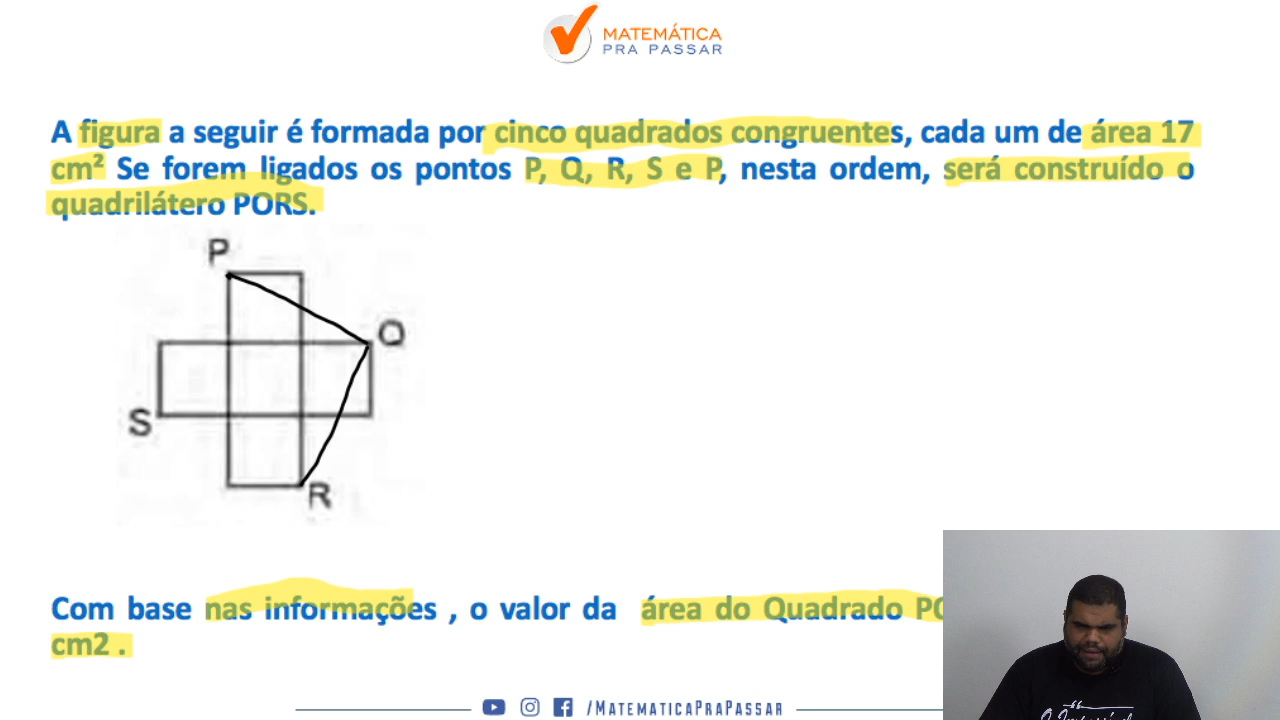 MATEMÁTICA
PRA PASSAR
A figura a seguir é formada por cinco quadrados congruentes, cada um de área 17
cm² Se forem ligados os pontos P, Q, R, S e P, nesta ordem, será construído o
quadrilátero PORS.
P
Q
S
R
Com base nas informações , o valor da área do Quadrado
cm2 .
/MATEMATICAPRAPASSAR